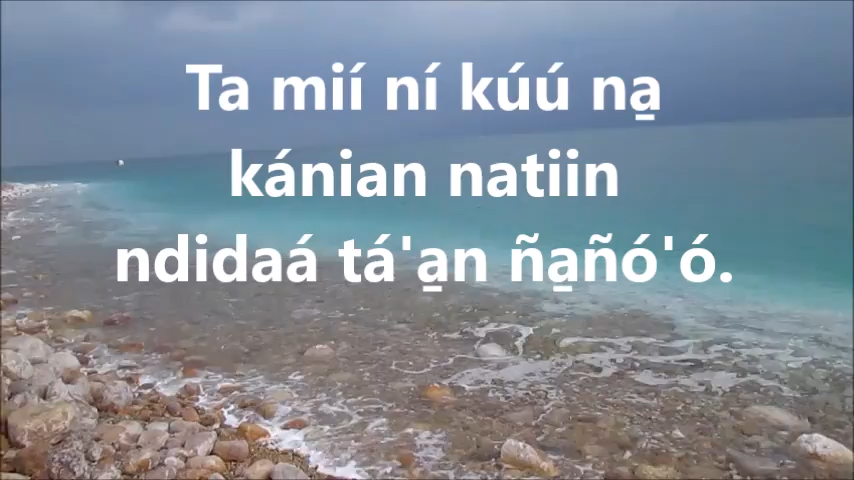 Ta mií ní kúú na̱
kánian natiin
ndidaá tá'a̱n ña̱ñó'ó.